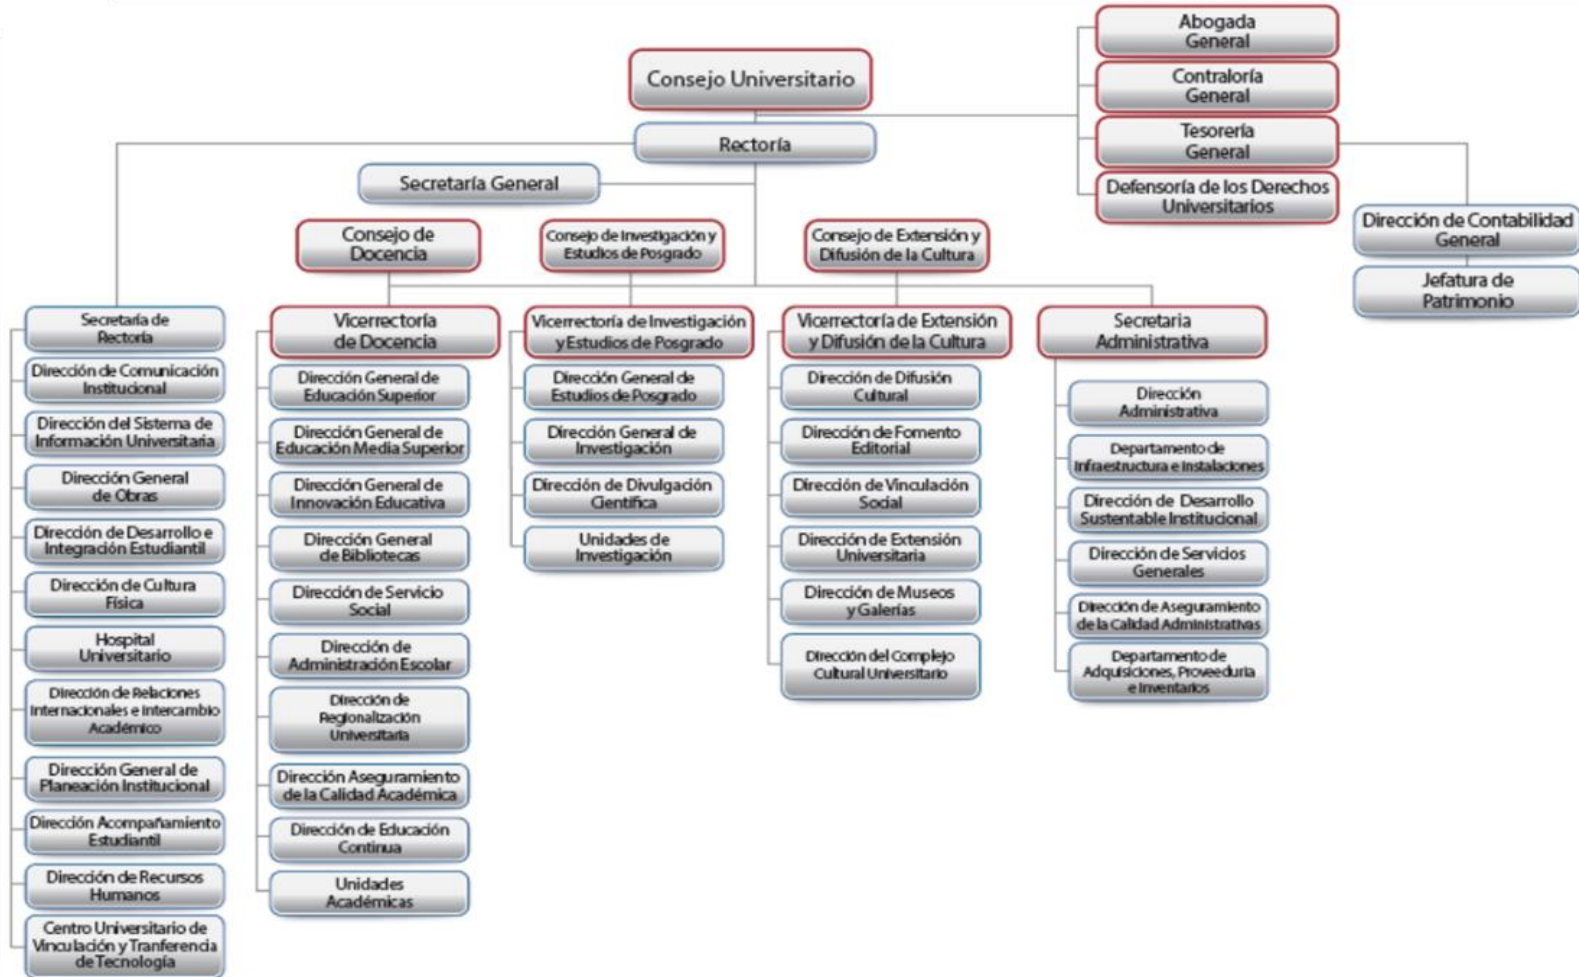 Abogada
General
Consejo Universitario
Contraloría
General
Rectoría
Tesorería
General
Secretaría General
Defensoría de los Derechos
Universitarios
Dirección de Contabilidad
General
Jefatura de
Patrimonio
Consejo de
Docencia
Consejo de Investigación y
Estudios de Posgrado
Consejo de Extensión y
Difusión de la Cultura
Secretaría de
Rectoría
Dirección de Comunicación
Institucional
Dirección del Sistema de
Información Universitaria
Dirección General
de Obras
Dirección de Desarrollo e
Integración Estudiantil
Dirección de Cultura
Física
Hospital
Universitario
Dirección de Relaciones
Internacionales e Intercambio
Académico
Dirección General de
Planeación Institucional
Dirección Acompañamiento
Estudiantil
Dirección de Recursos
Humanos
Centro Universitario de
Vinculación y Tranferencia
de Tecnología
Vicerrectoría
de Docencia
Dirección General de
Educación Superior
Dirección General de
Educación Media Superior
Dirección General de
Innovación Educativa
Dirección General
de Bibliotecas
Dirección de Servicio
Social
Dirección de
Administración Escolar
Dirección de
Regionalización
Universitaria
Dirección Aseguramiento
de la Calidad Académica
Dirección de Educación
Continua
Unidades
Académicas
Vicerrectoría de Investigación
y Estudios de Posgrado
Dirección General de
Estudios de Posgrado
Dirección General de
Investigación
Dirección de Divulgación
Científica
Unidades de
Investigación
Vicerrectoría de Extensión
y Difusión de la Cultura
Dirección de Difusión
Cultural
Dirección de Fomento
Editorial
Dirección de Vinculación
Social
Dirección de Extensión
Universitaria
Dirección de Museos
y Galerías
Dirección del Complejo
Cultural Universitario
Secretaria
Administrativa
Dirección
Administrativa
Departamento de
Infraestructura e Instalaciones
Dirección de Desarrollo
Sustentable Institucional
Dirección de Servicios
Generales
Dirección de Aseguramiento
de la Calidad Administrativas
Departamento de
Adquisiciones, Proveeduria
e Inventarios